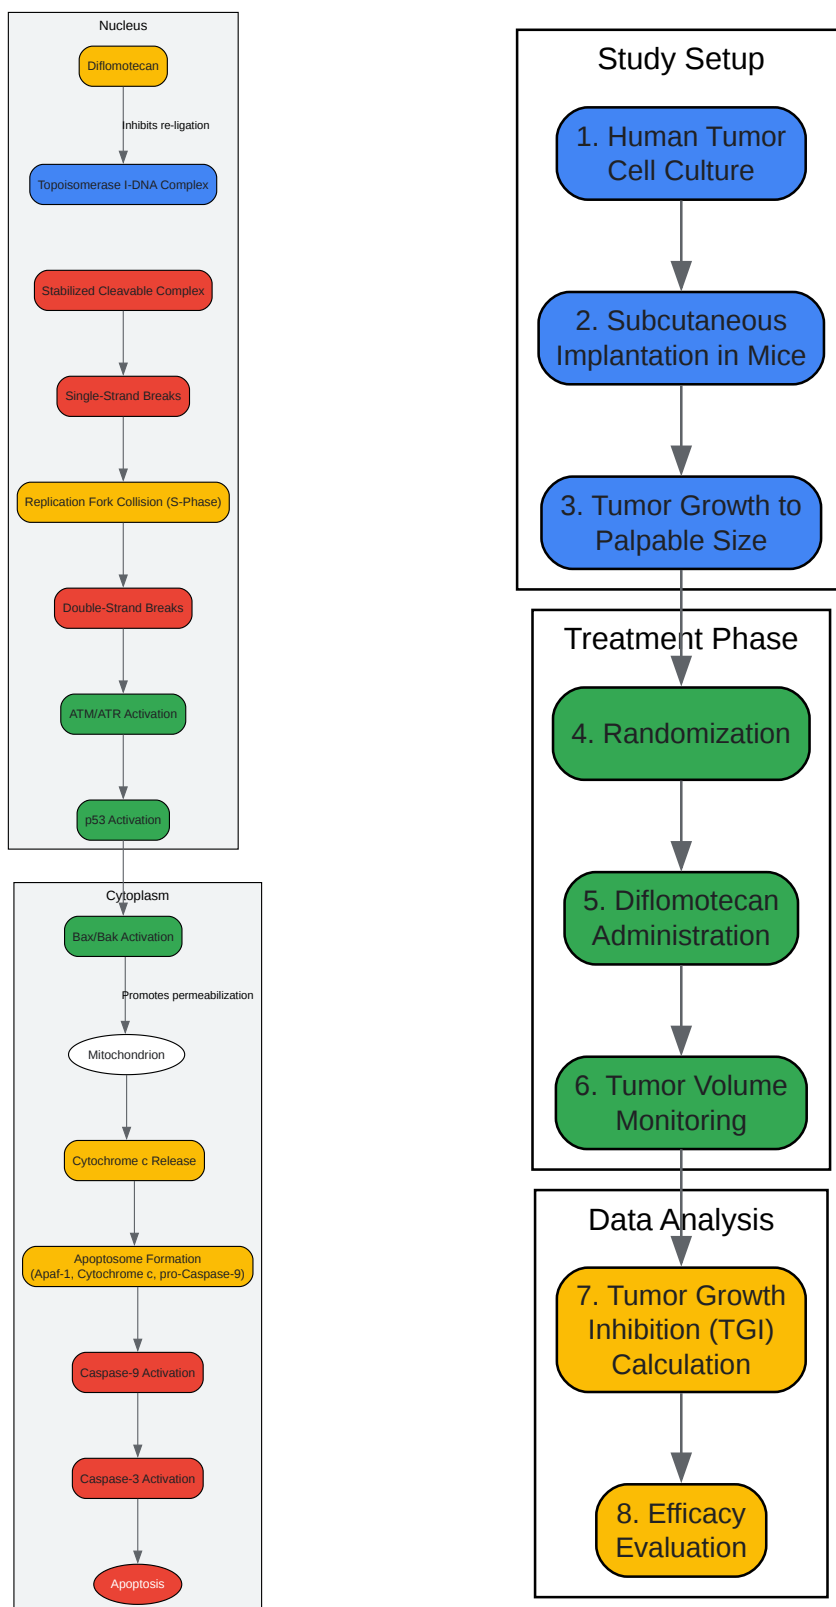 Nucleus
Diflomotecan
Inhibits re-ligation
Topoisomerase I-DNA Complex
Stabilized Cleavable Complex
Single-Strand Breaks
Replication Fork Collision (S-Phase)
Double-Strand Breaks
ATM/ATR Activation
p53 Activation
Cytoplasm
Bax/Bak Activation
Promotes permeabilization
Mitochondrion
Cytochrome c Release
Apoptosome Formation
(Apaf-1, Cytochrome c, pro-Caspase-9)
Caspase-9 Activation
Caspase-3 Activation
Apoptosis
Study Setup
1. Human Tumor
Cell Culture
2. Subcutaneous
Implantation in Mice
3. Tumor Growth to
Palpable Size
Treatment Phase
4. Randomization
5. Diflomotecan
Administration
6. Tumor Volume
Monitoring
Data Analysis
7. Tumor Growth
Inhibition (TGI)
Calculation
8. Efficacy
Evaluation